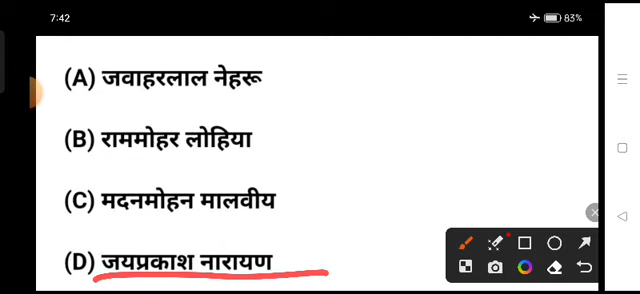 7:42 83%
(A) जवाहरलाल नेहरू
(B) राममोहर लोहिया
(C) मदनमोहन मालवीय
(D) जयप्रकाश नारायण